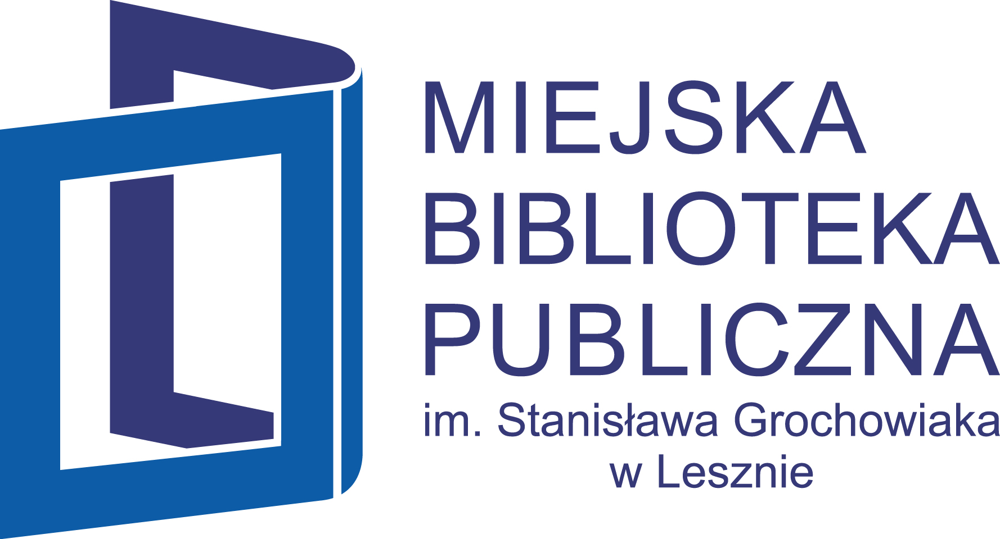 MIEJSKA
BIBLIOTEKA
PUBLICZNA
im. Stanisława Grochowiaka
w Lesznie